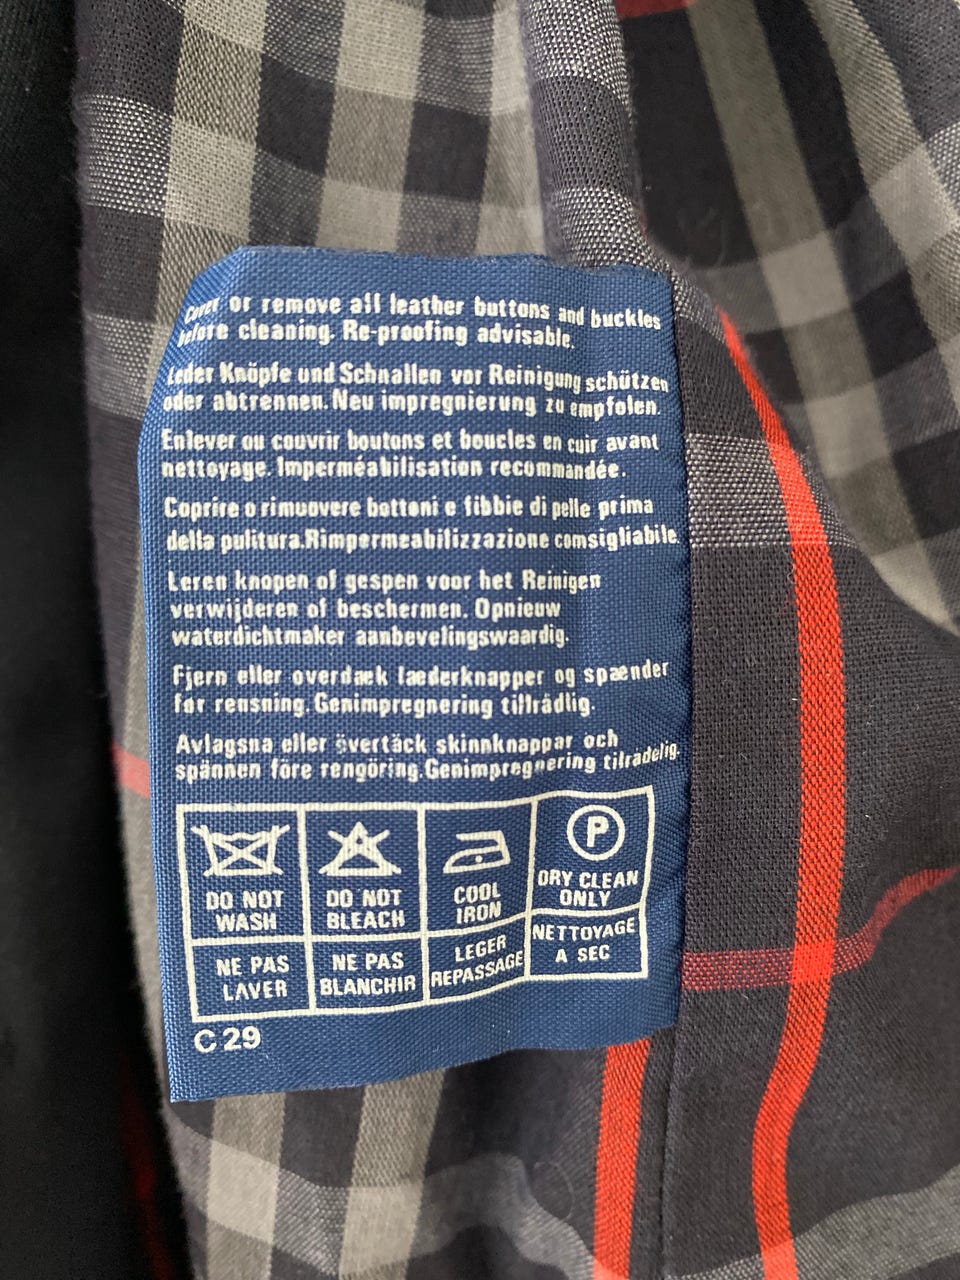 Cover or remove all leather buttons and buckles
before cleaning. Re-proofing advisable.
Leder Knöpfe und Schnallen vor Reinigung schützen
oder abtrennen. Neu impregnierung zu empfolen.
Enlever ou couvrir boutons et boucles en cuir avant
nettoyage. Imperméabilisation recommandée.
Coprire o rimuovere bottoni e fibbie di pelle prima
della pulitura. Rimpermeabilizzazione comsigliabile.
Leren knopen of gespen voor het Reinigen
verwijderen of beschermen. Opnieuw
waterdichtmaker aanbevelingswaardig.
Fjern eller overdæk læderknapper og spænder
før rensning. Genimpregnering tillrådlig.
Avlagsna eller övertäck skinnknappar och
spännen före rengöring. Genimpregnering tilradelig.
P
DO NOT WASH
DO NOT BLEACH
COOL IRON
DRY CLEAN ONLY
NE PAS LAVER
NE PAS BLANCHIR
LEGER REPASSAGE
NETTOYAGE A SEC
C 29